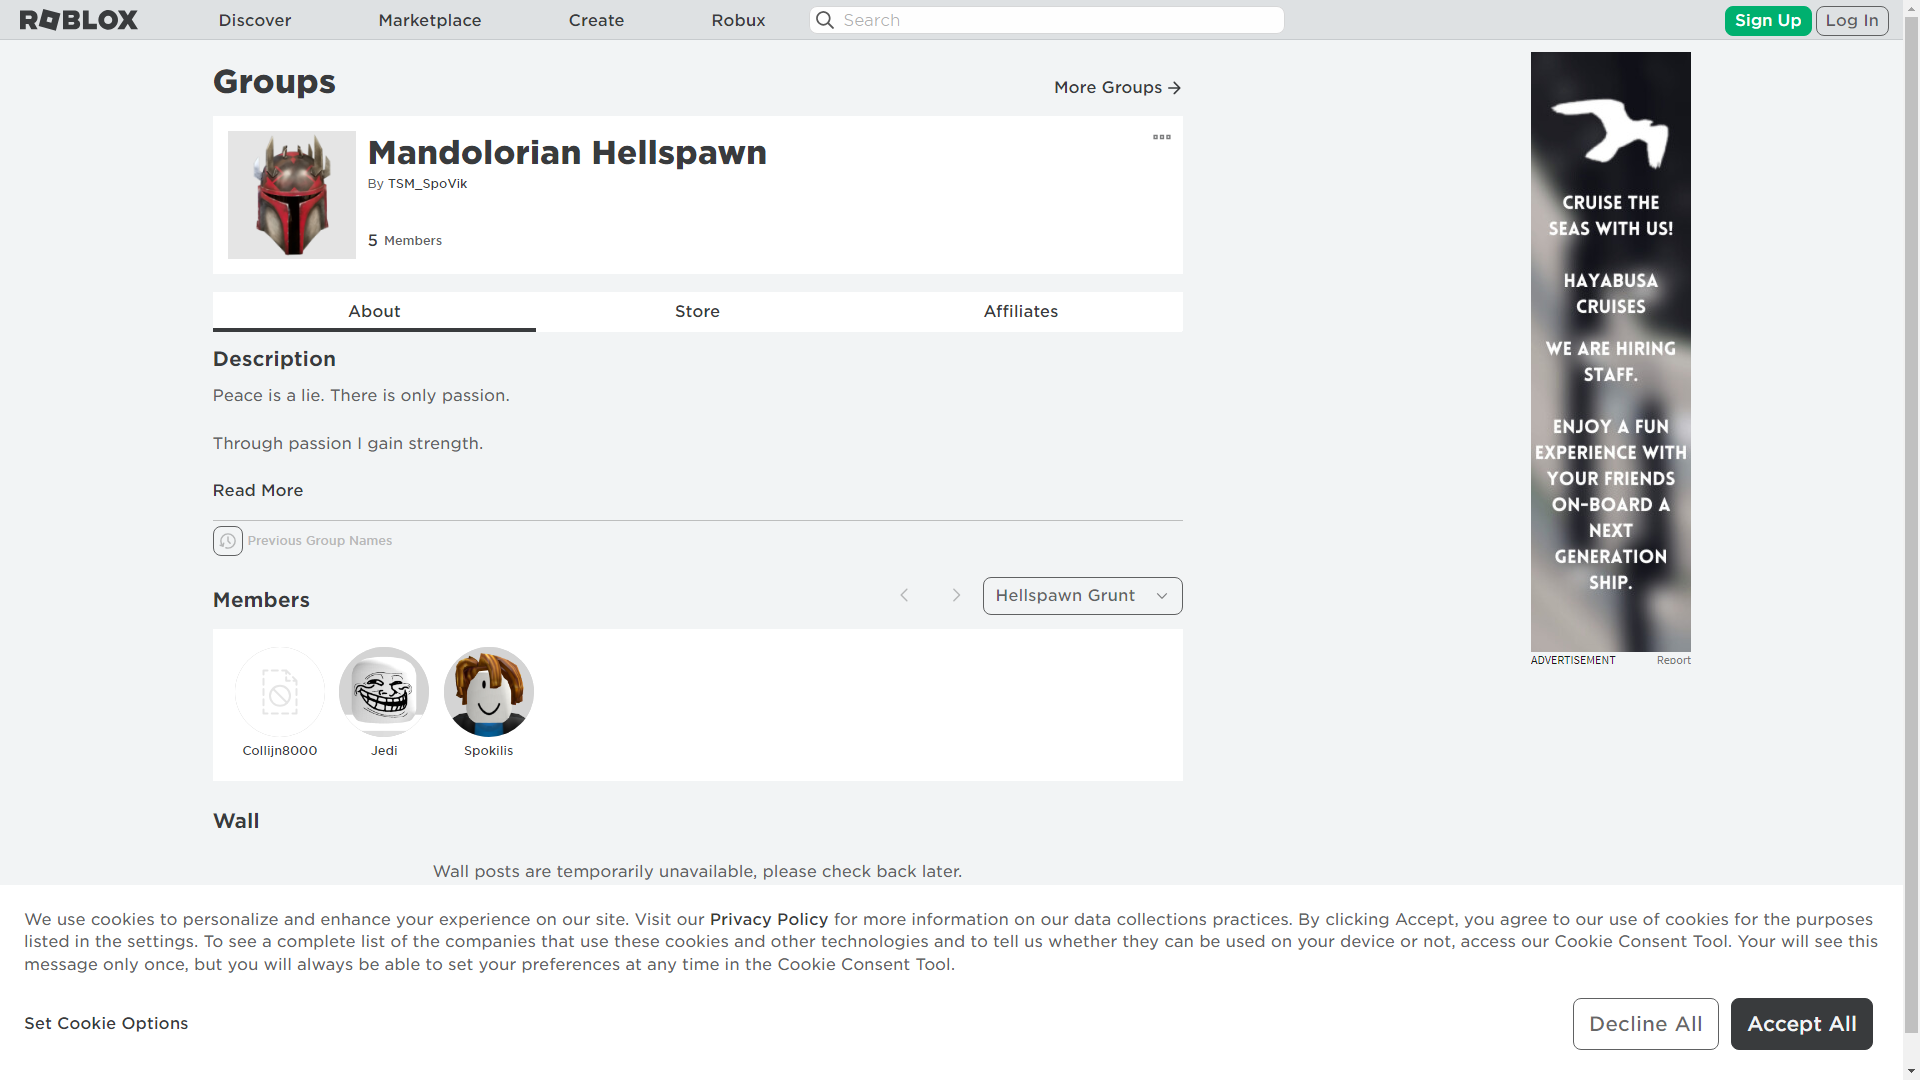 ROBLOX
Discover
Marketplace
Create
Robux
Search
Sign Up
Log In
Groups
More Groups
Mandolorian Hellspawn
By TSM_SpoVik
5 Members
About
Store
Affiliates
Description
Peace is a lie. There is only passion.
Through passion I gain strength.
Read More
Previous Group Names
Members
Hellspawn Grunt
Collijn8000
Jedi
Spokilis
Wall
Wall posts are temporarily unavailable, please check back later.
CRUISE THE
SEAS WITH US!
HAYABUSA
CRUISES
WE ARE HIRING
STAFF.
ENJOY A FUN
EXPERIENCE WITH
YOUR FRIENDS
ON-BOARD A
NEXT
GENERATION
SHIP.
ADVERTISEMENT
Report
We use cookies to personalize and enhance your experience on our site. Visit our Privacy Policy for more information on our data collections practices. By clicking Accept, you agree to our use of cookies for the purposes
listed in the settings. To see a complete list of the companies that use these cookies and other technologies and to tell us whether they can be used on your device or not, access our Cookie Consent Tool. Your will see this
message only once, but you will always be able to set your preferences at any time in the Cookie Consent Tool.
Set Cookie Options
Decline All
Accept All